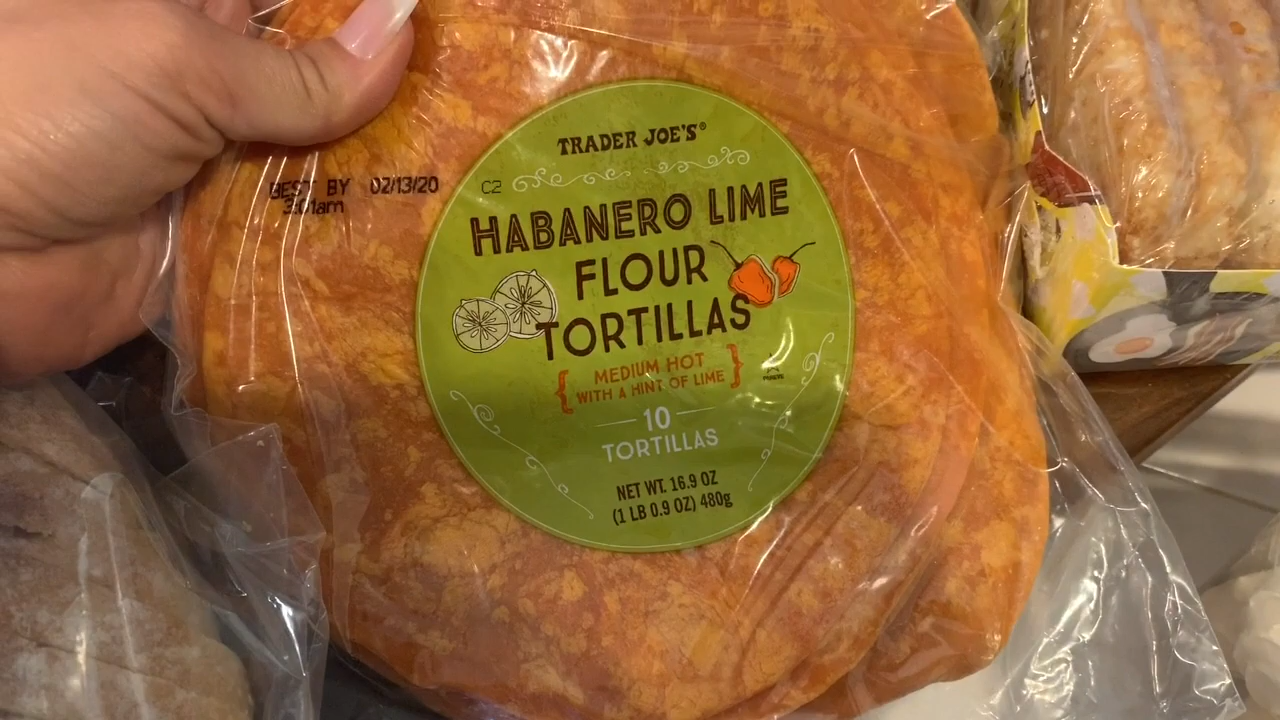 TRADER JOE'S®
BEST BY 02/13/20
3:01am
C2
HABANERO LIME
FLOUR
TORTILLAS
MEDIUM HOT
WITH A HINT OF LIME
10
TORTILLAS
NET WT. 16.9 OZ
(1 LB 0.9 OZ) 480g